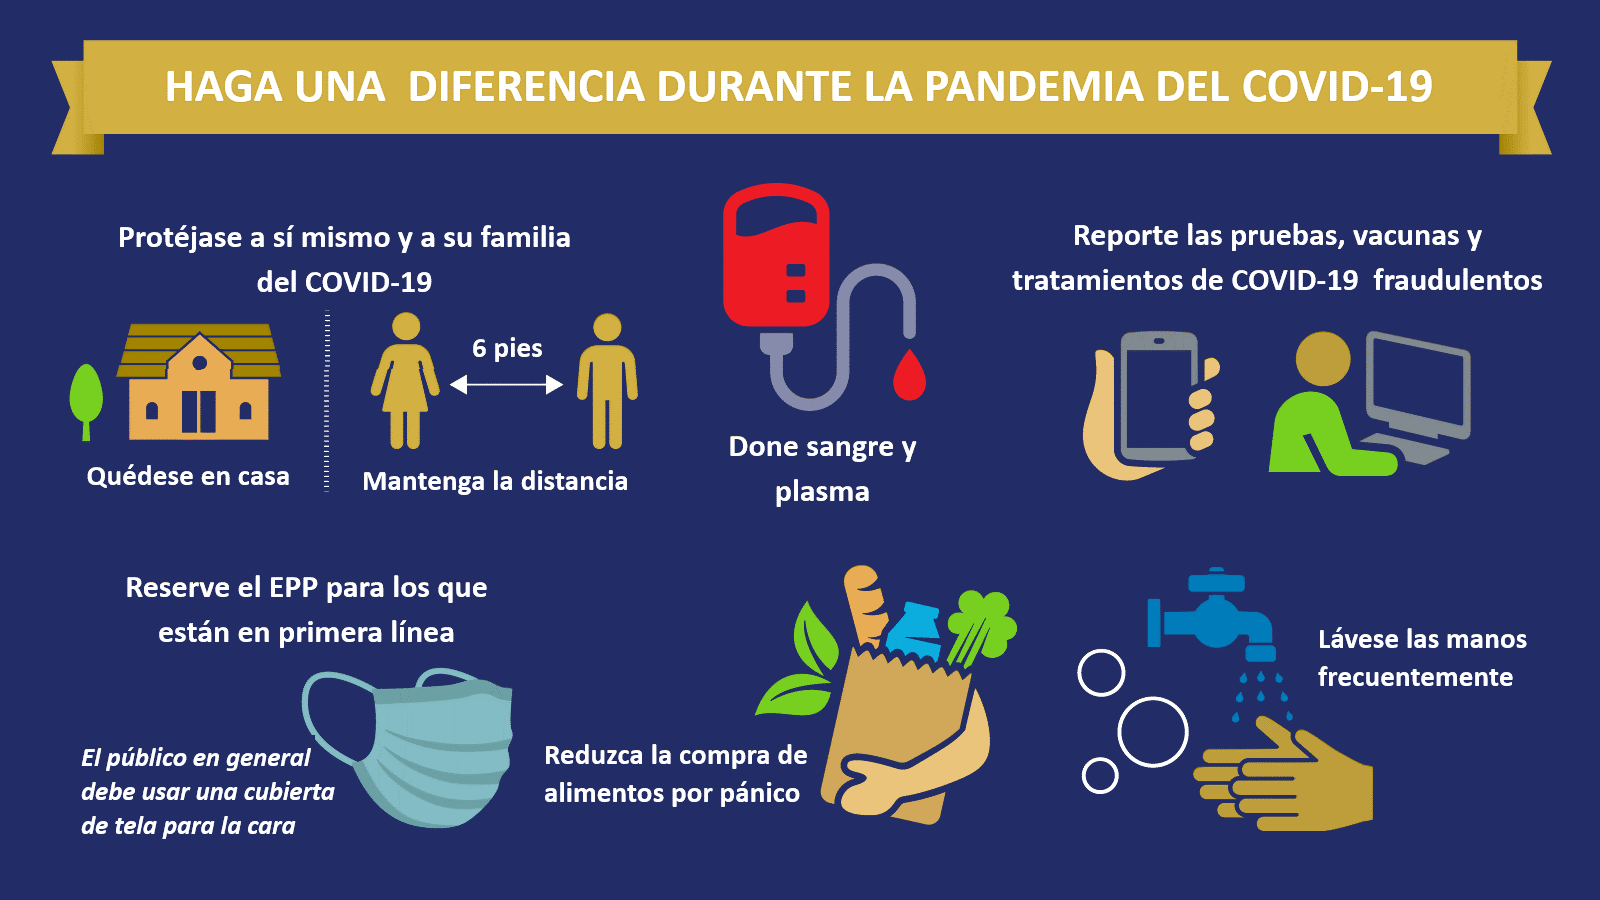 HAGA UNA  DIFERENCIA DURANTE LA PANDEMIA DEL COVID-19
Protéjase a sí mismo y a su familia
del COVID-19
6 pies
Quédese en casa
Mantenga la distancia
Done sangre y
plasma
Reporte las pruebas, vacunas y
tratamientos de COVID-19  fraudulentos
Reserve el EPP para los que
están en primera línea
El público en general
debe usar una cubierta
de tela para la cara
Reduzca la compra de
alimentos por pánico
Lávese las manos
frecuentemente